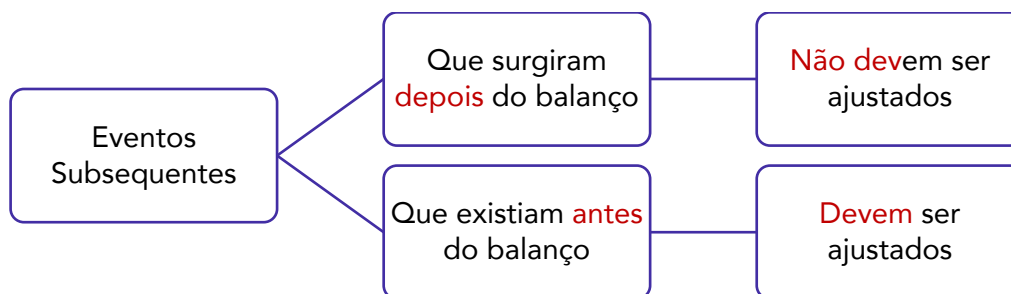 Eventos
Subsequentes
Que surgiram
depois do balanço
Não devem ser
ajustados
Que existiam antes
do balanço
Devem ser
ajustados